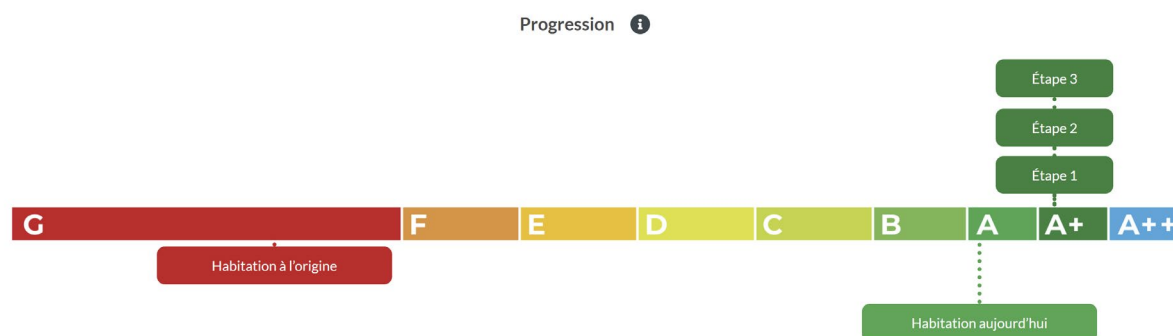 Progression
Étape 3
Étape 2
Étape 1
G F E D C B A A+ A++
Habitation à l'origine
Habitation aujourd'hui